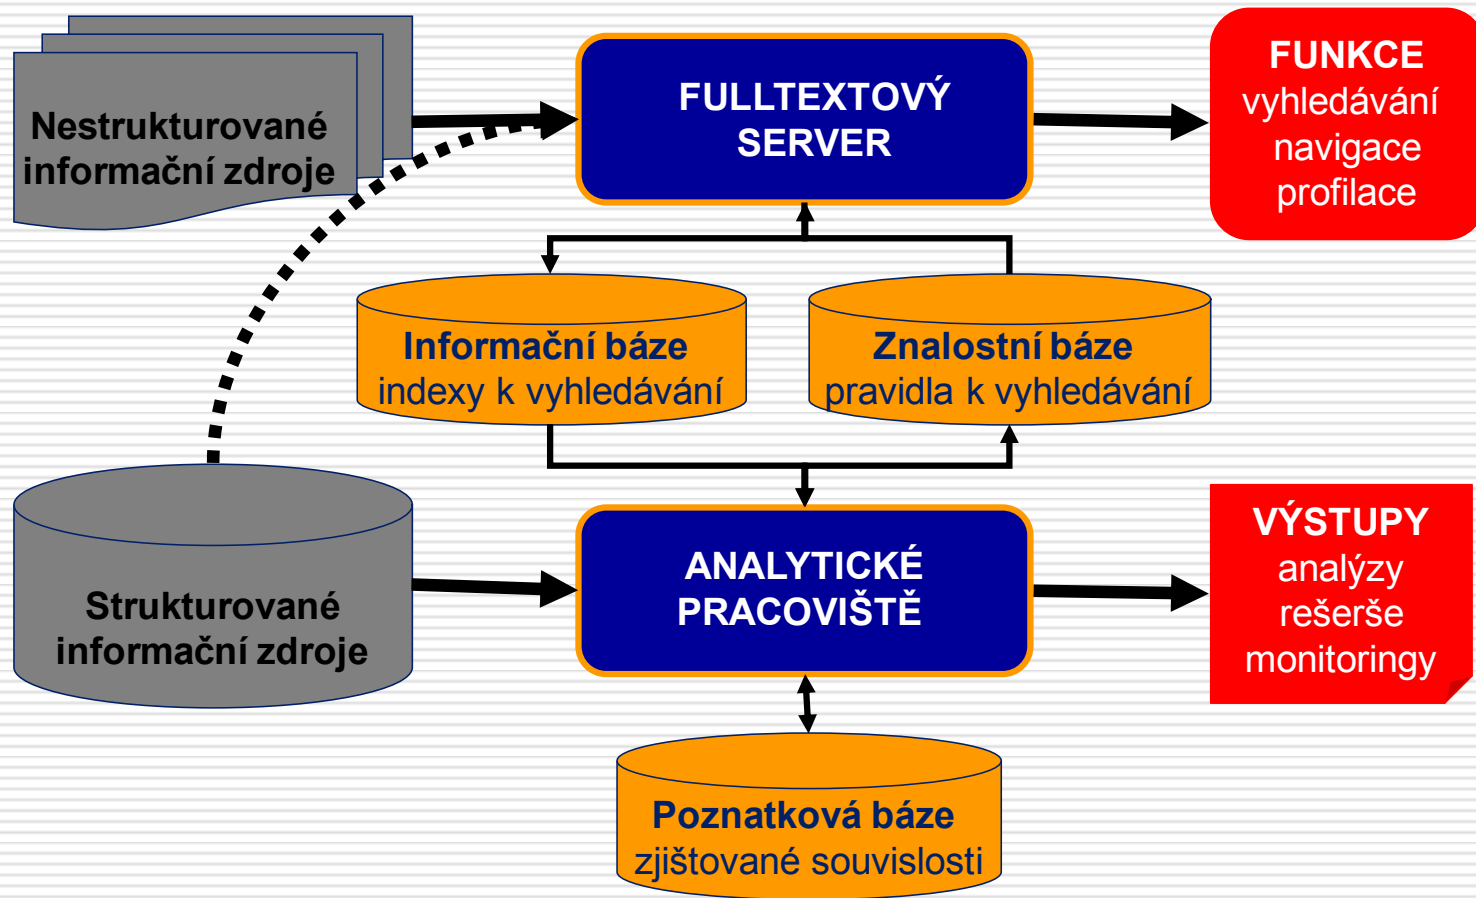 Nestrukturované
informační zdroje
FULLTEXTOVÝ
SERVER
FUNKCE
vyhledávání
navigace
profilace
Informační báze
indexy k vyhledávání
Znalostní báze
pravidla k vyhledávání
Strukturované
informační zdroje
ANALYTICKÉ
PRACOVIŠTĚ
VÝSTUPY
analýzy
rešerše
monitoringy
Poznatková báze
zjištované souvislosti